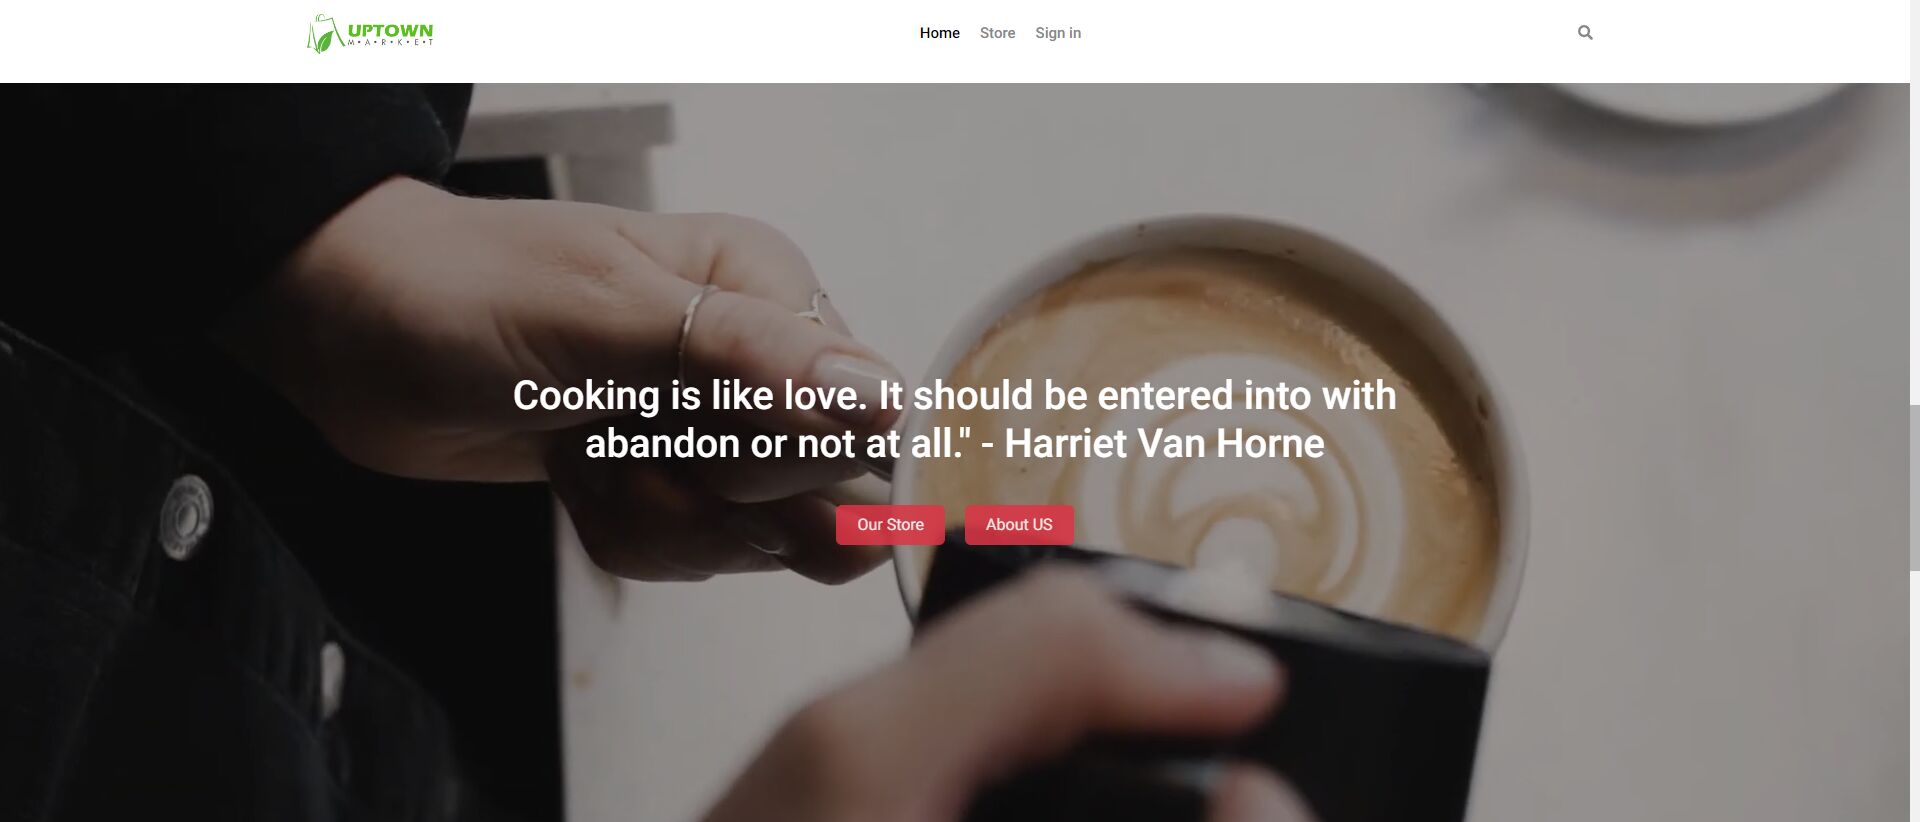 UPTOWN
M•A•R•K•E•T
Home
Store
Sign in
Cooking is like love. It should be entered into with
abandon or not at all." - Harriet Van Horne
Our Store
About US